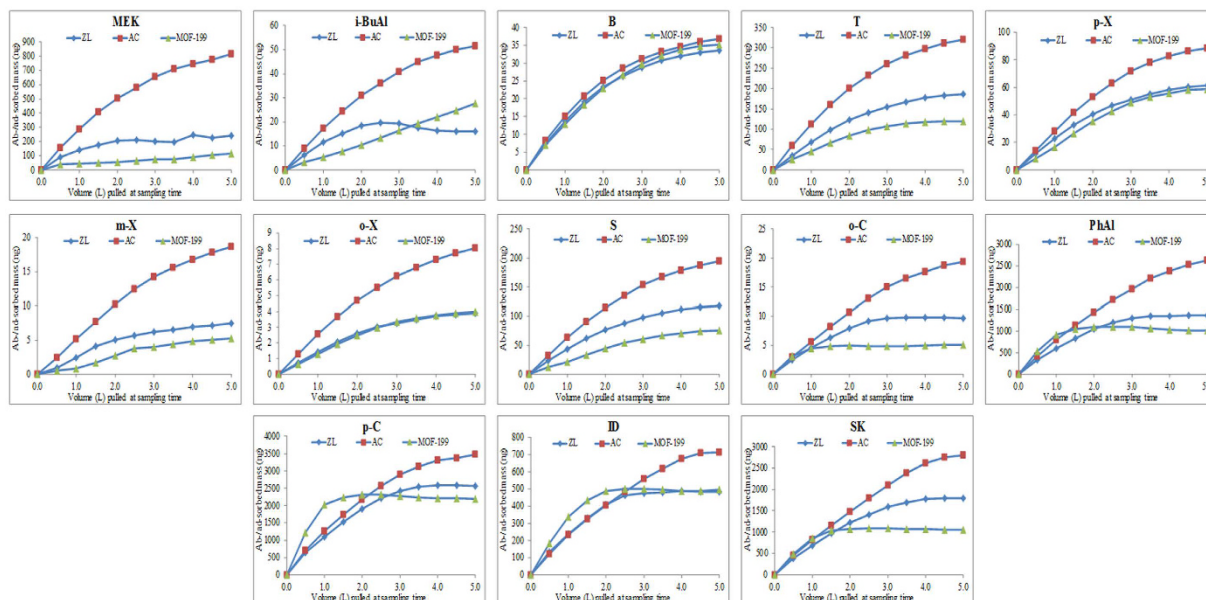 MEK
ZL AC MOF-199
Ab-/ad-sorbed mass (ng)
900
800
700
600
500
400
300
200
100
0
0.0 1.0 2.0 3.0 4.0 5.0
Volume (L) pulled at sampling time
i-BuAl
ZL AC MOF-199
Ab-/ad-sorbed mass (ng)
60
50
40
30
20
10
0
0.0 1.0 2.0 3.0 4.0 5.0
Volume (L) pulled at sampling time
B
ZL AC MOF-199
Ab-/ad-sorbed mass (ng)
40
35
30
25
20
15
10
5
0
0.0 1.0 2.0 3.0 4.0 5.0
Volume (L) pulled at sampling time
T
ZL AC MOF-199
Ab-/ad-sorbed mass (ng)
350
300
250
200
150
100
50
0
0.0 1.0 2.0 3.0 4.0 5.0
Volume (L) pulled at sampling time
p-X
ZL AC MOF-199
Ab-/ad-sorbed mass (ng)
100
80
60
40
20
0
0.0 1.0 2.0 3.0 4.0 5.0
Volume (L) pulled at sampling time
m-X
ZL AC MOF-199
Ab-/ad-sorbed mass (ng)
20
15
10
5
0
0.0 1.0 2.0 3.0 4.0 5.0
Volume (L) pulled at sampling time
o-X
ZL AC MOF-199
Ab-/ad-sorbed mass (ng)
9
8
7
6
5
4
3
2
1
0
0.0 1.0 2.0 3.0 4.0 5.0
Volume (L) pulled at sampling time
S
ZL AC MOF-199
Ab-/ad-sorbed mass (ng)
250
200
150
100
50
0
0.0 1.0 2.0 3.0 4.0 5.0
Volume (L) pulled at sampling time
o-C
ZL AC MOF-199
Ab-/ad-sorbed mass (ng)
25
20
15
10
5
0
0.0 1.0 2.0 3.0 4.0 5.0
Volume (L) pulled at sampling time
PhAl
ZL AC MOF-199
Ab-/ad-sorbed mass (ng)
3000
2500
2000
1500
1000
500
0
0.0 1.0 2.0 3.0 4.0 5.0
Volume (L) pulled at sampling time
p-C
ZL AC MOF-199
Ab-/ad-sorbed mass (ng)
4000
3500
3000
2500
2000
1500
1000
500
0
0.0 1.0 2.0 3.0 4.0 5.0
Volume (L) pulled at sampling time
ID
ZL AC MOF-199
Ab-/ad-sorbed mass (ng)
800
700
600
500
400
300
200
100
0
0.0 1.0 2.0 3.0 4.0 5.0
Volume (L) pulled at sampling time
SK
ZL AC MOF-199
Ab-/ad-sorbed mass (ng)
3000
2500
2000
1500
1000
500
0
0.0 1.0 2.0 3.0 4.0 5.0
Volume (L) pulled at sampling time